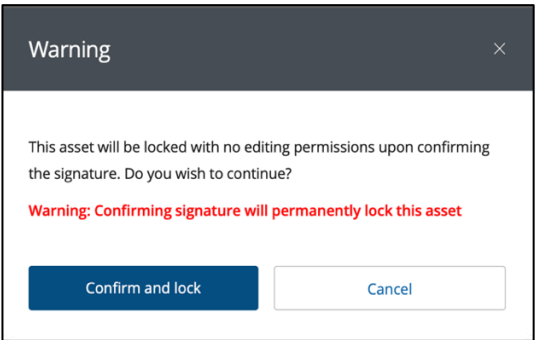 Warning
This asset will be locked with no editing permissions upon confirming
the signature. Do you wish to continue?
Warning: Confirming signature will permanently lock this asset
Confirm and lock
Cancel